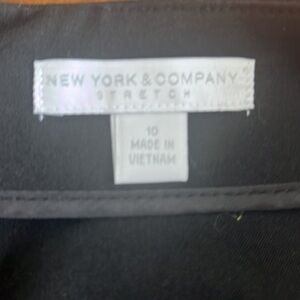 NEW YORK & COMPANY
STRETCH
10
MADE IN
VIETNAM